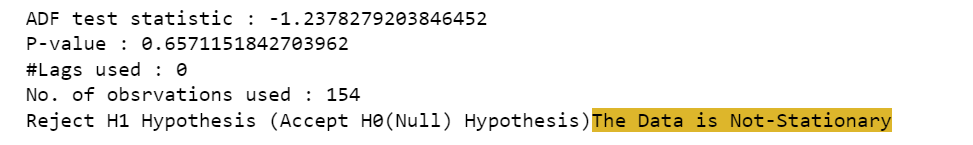 ADF test statistic : -1.2378279203846452
P-value : 0.6571151842703962
#Lags used : 0
No. of obsrvations used : 154
Reject H1 Hypothesis (Accept H0(Null) Hypothesis)The Data is Not-Stationary